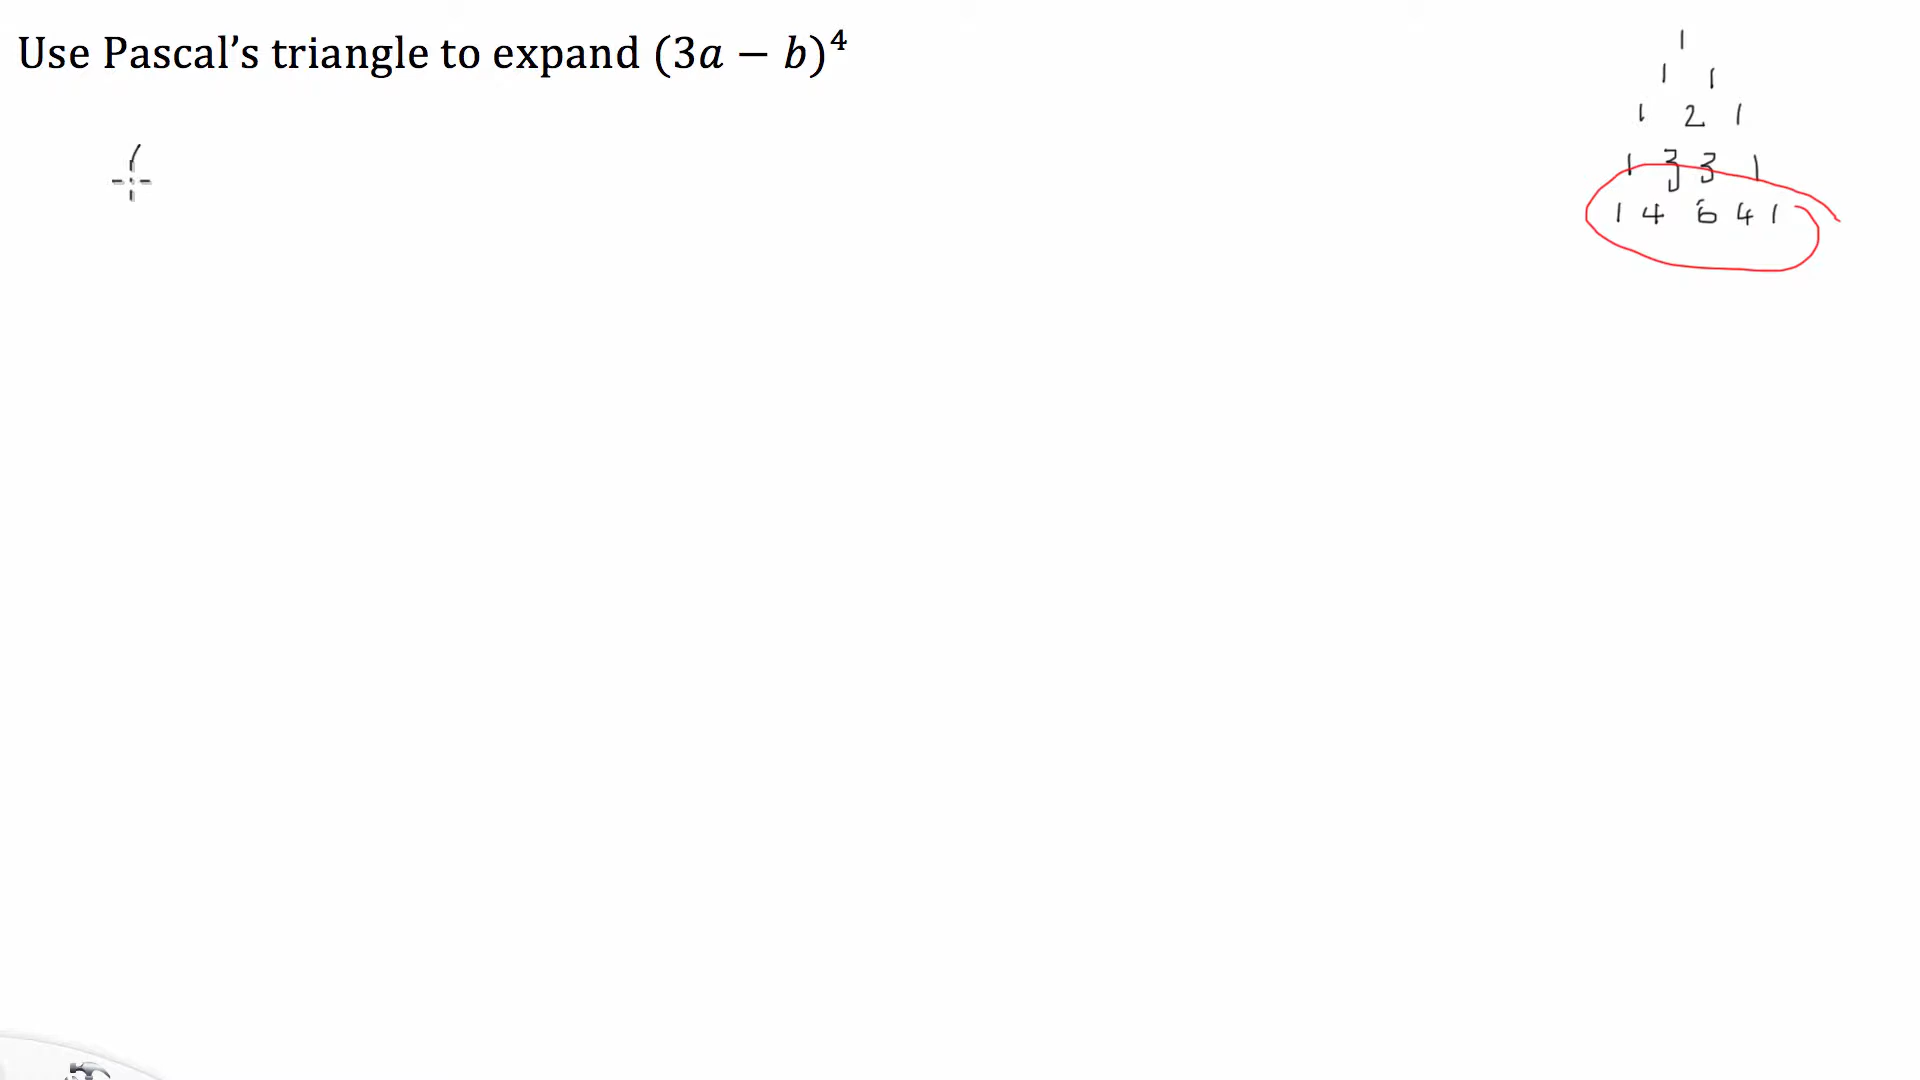 Use Pascal’s triangle to expand (3𝑎 − 𝑏)⁴
(
1
1 1
1 2 1
1 3 3 1
1 4 6 4 1